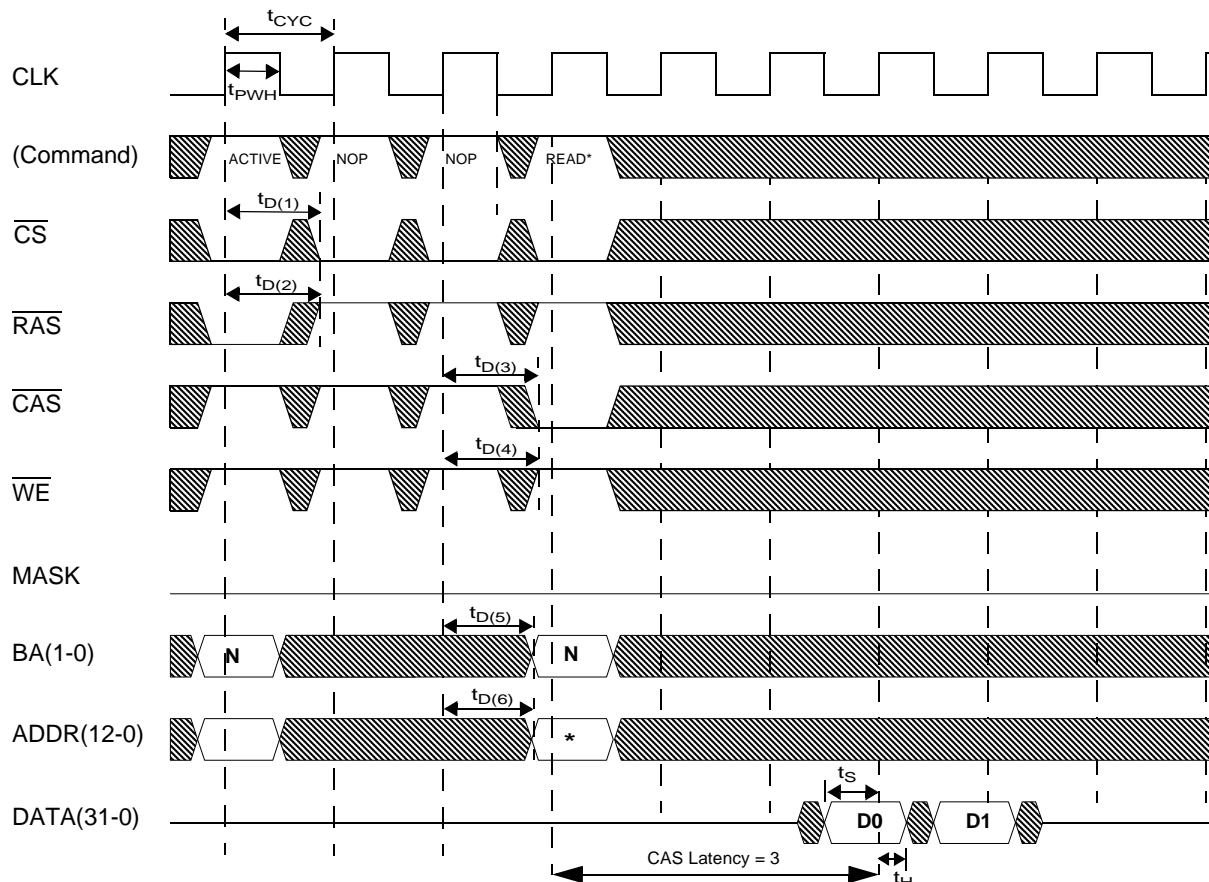 tCYC
CLK
tPWH
(Command)
ACTIVE NOP NOP READ*
tD(1)
CS
tD(2)
RAS
tD(3)
CAS
tD(4)
WE
MASK
tD(5)
BA(1-0)
N N
tD(6)
ADDR(12-0)
*
tS
DATA(31-0)
D0 D1
CAS Latency = 3
tH